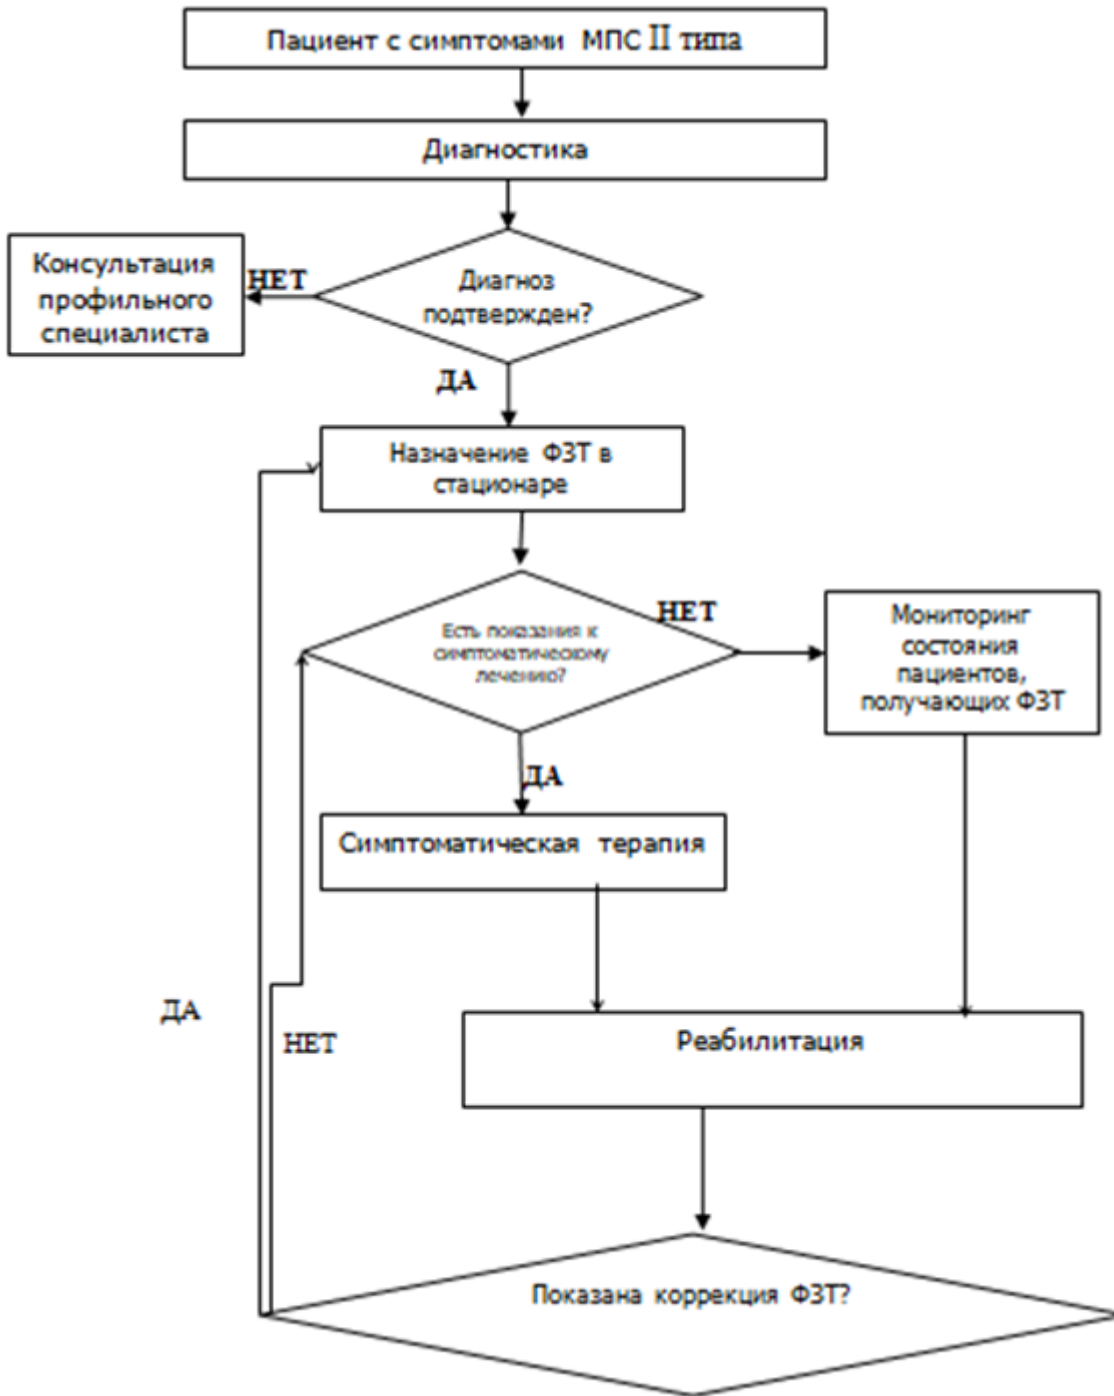 Пациент с симптомами МПС II типа
Диагностика
Консультация
профильного
специалиста
НЕТ
Диагноз
подтвержден?
ДА
Назначение ФЗТ в
стационаре
Есть показания к
симптоматическому
лечению?
НЕТ
Мониторинг
состояния
пациентов,
получающих ФЗТ
ДА
Симптоматическая терапия
ДА
НЕТ
Реабилитация
Показана коррекция ФЗТ?